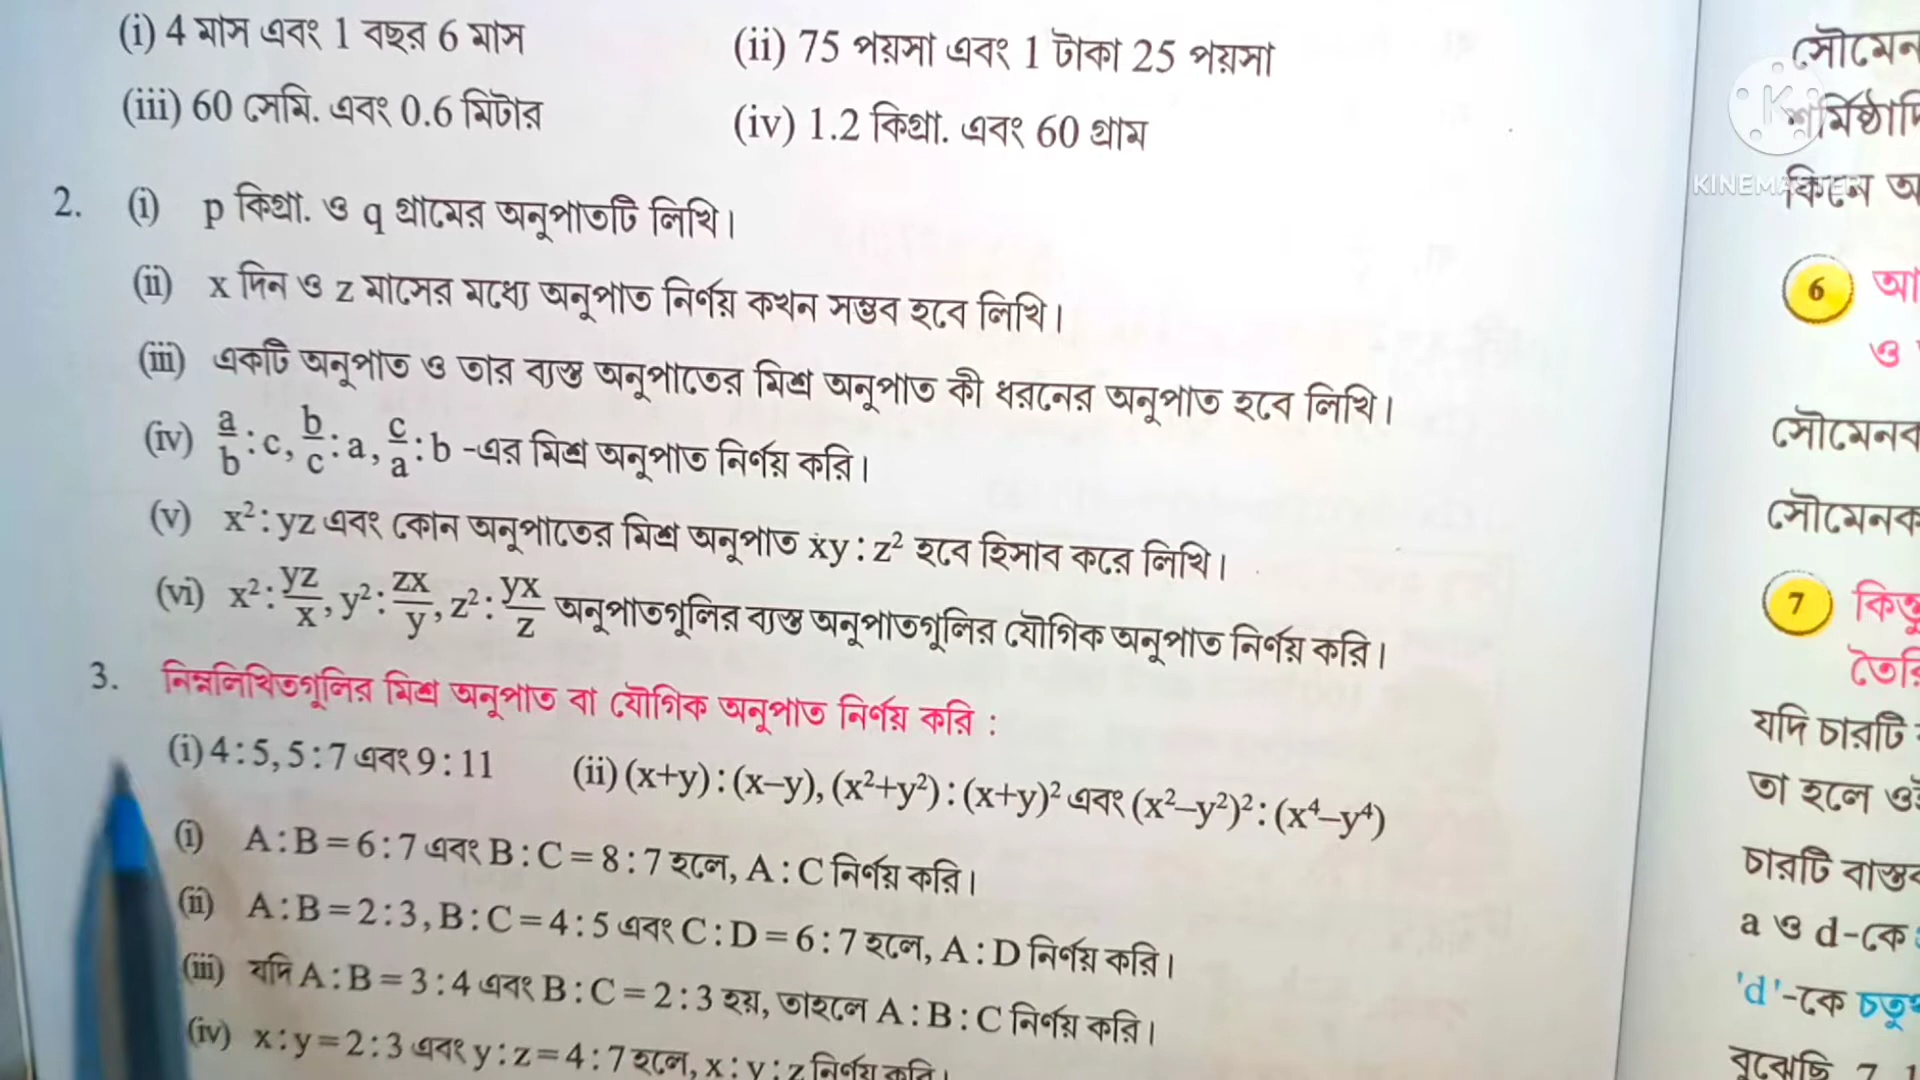 (i) 4 মাস এবং 1 বছর 6 মাস
(ii) 75 পয়সা এবং 1 টাকা 25 পয়সা
(iii) 60 সেমি. এবং 0.6 মিটার
(iv) 1.2 কিগ্রা. এবং 60 গ্রাম
2. (i) p কিগ্রা. ও q গ্রামের অনুপাতটি লিখি।
(ii) x দিন ও z মাসের মধ্যে অনুপাত নির্ণয় কখন সম্ভব হবে লিখি।
(iii) একটি অনুপাত ও তার ব্যস্ত অনুপাতের মিশ্র অনুপাত কী ধরনের অনুপাত হবে লিখি।
(iv) a/b : c, b/c : a, c/a : b -এর মিশ্র অনুপাত নির্ণয় করি।
(v) x² : yz এবং কোন অনুপাতের মিশ্র অনুপাত xy : z² হবে হিসাব করে লিখি।
(vi) x² : yz/x, y² : zx/y, z² : yx/z অনুপাতগুলির ব্যস্ত অনুপাতগুলির যৌগিক অনুপাত নির্ণয় করি।
3. নিম্নলিখিতগুলির মিশ্র অনুপাত বা যৌগিক অনুপাত নির্ণয় করি :
(i) 4 : 5, 5 : 7 এবং 9 : 11
(ii) (x+y) : (x–y), (x²+y²) : (x+y)² এবং (x²–y²)² : (x⁴–y⁴)
(i) A : B = 6 : 7 এবং B : C = 8 : 7 হলে, A : C নির্ণয় করি।
(ii) A : B = 2 : 3, B : C = 4 : 5 এবং C : D = 6 : 7 হলে, A : D নির্ণয় করি।
(iii) যদি A : B = 3 : 4 এবং B : C = 2 : 3 হয়, তাহলে A : B : C নির্ণয় করি।
(iv) x : y = 2 : 3 এবং y : z = 4 : 7 হলে, x : y : z নির্ণয় করি।
K
KINEMASTER
কিনে
6
ও
7
যদি চারটি
তা হলে
a ও d-কে
'd'-কে
বুঝেছি, 7